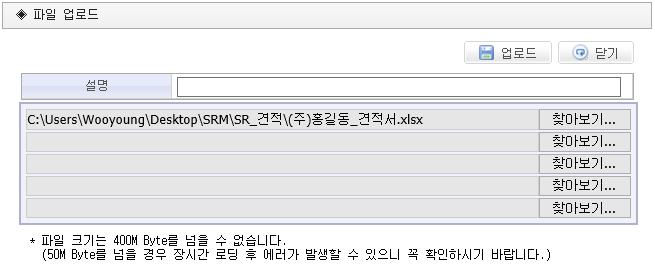 ◈ 파일 업로드
업로드 닫기
설명
C:\Users\Wooyoung\Desktop\SRM\SR_견적\(주)홍길동_견적서.xlsx 찾아보기...
찾아보기...
찾아보기...
찾아보기...
찾아보기...
* 파일 크기는 400M Byte를 넘을 수 없습니다.
(50M Byte를 넘을 경우 장시간 로딩 후 에러가 발생할 수 있으니 꼭 확인하시기 바랍니다.)